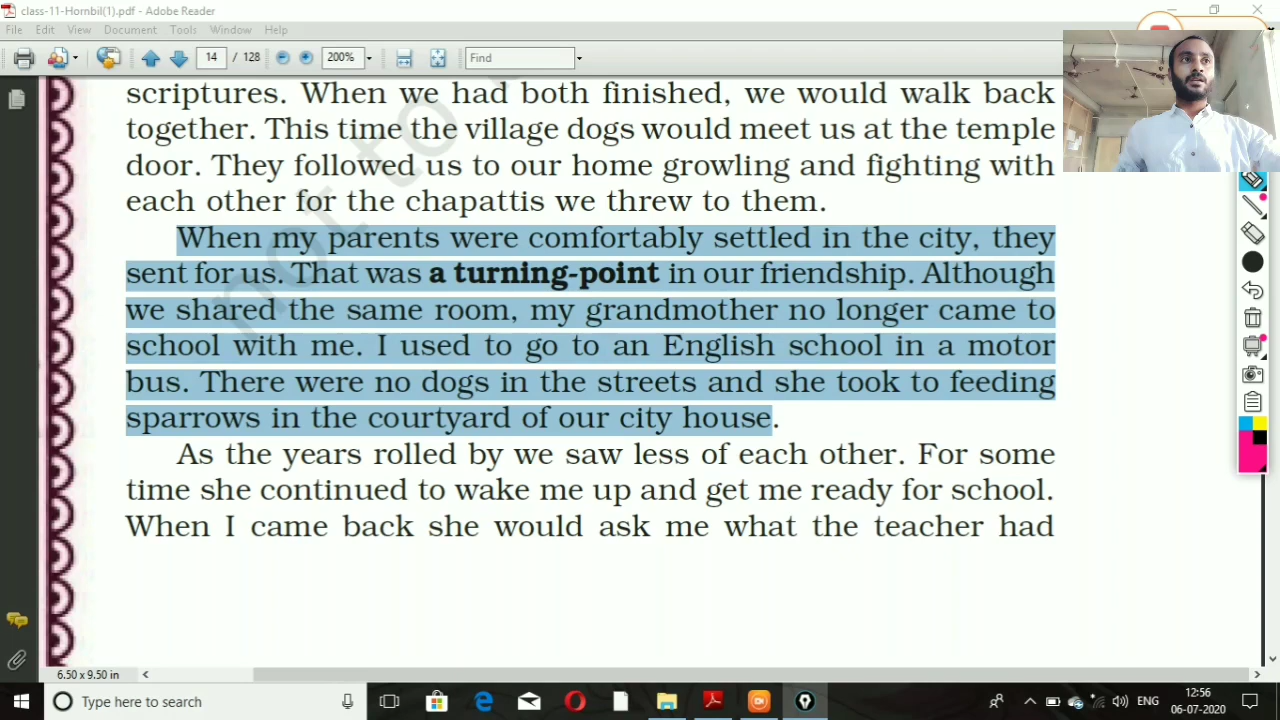 class-11-Hornbil(1).pdf - Adobe Reader
File Edit View Document Tools Window Help
14 / 128 200% Find
scriptures. When we had both finished, we would walk back
together. This time the village dogs would meet us at the temple
door. They followed us to our home growling and fighting with
each other for the chapattis we threw to them.
When my parents were comfortably settled in the city, they
sent for us. That was a turning-point in our friendship. Although
we shared the same room, my grandmother no longer came to
school with me. I used to go to an English school in a motor
bus. There were no dogs in the streets and she took to feeding
sparrows in the courtyard of our city house.
As the years rolled by we saw less of each other. For some
time she continued to wake me up and get me ready for school.
When I came back she would ask me what the teacher had
not to
6.50 x 9.50 in
Type here to search
ENG
12:56
06-07-2020